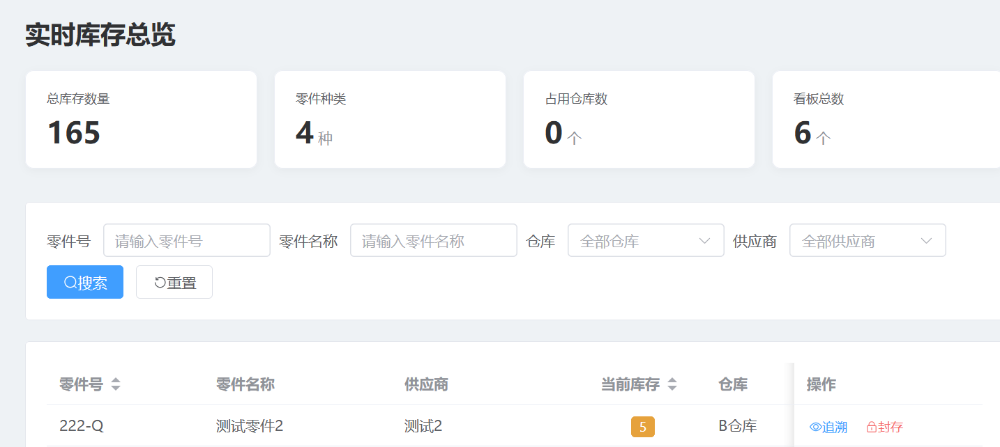 实时库存总览
总库存数量 零件种类 占用仓库数 看板总数
165 4 种 0 个 6 个
零件号 请输入零件号 零件名称 请输入零件名称 仓库 全部仓库 供应商 全部供应商
搜索 重置
零件号 零件名称 供应商 当前库存 仓库 操作
222-Q 测试零件2 测试2 5 B仓库 追溯 封存